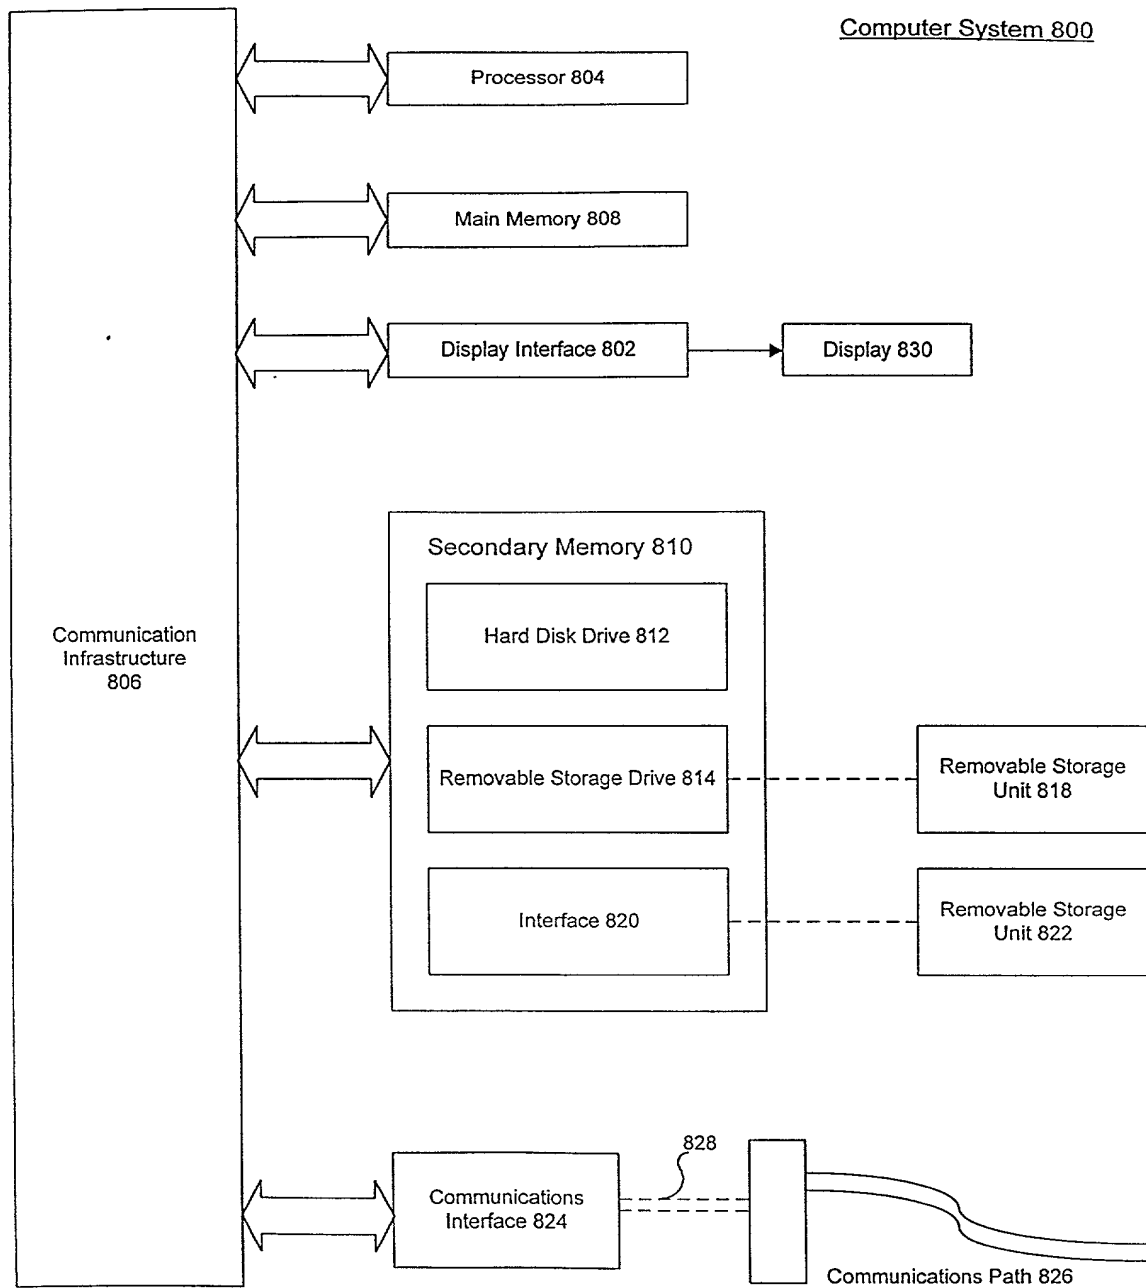 Computer System 800
Processor 804
Main Memory 808
Display Interface 802
Display 830
Communication
Infrastructure
806
Secondary Memory 810
Hard Disk Drive 812
Removable Storage Drive 814
Removable Storage
Unit 818
Interface 820
Removable Storage
Unit 822
828
Communications
Interface 824
Communications Path 826